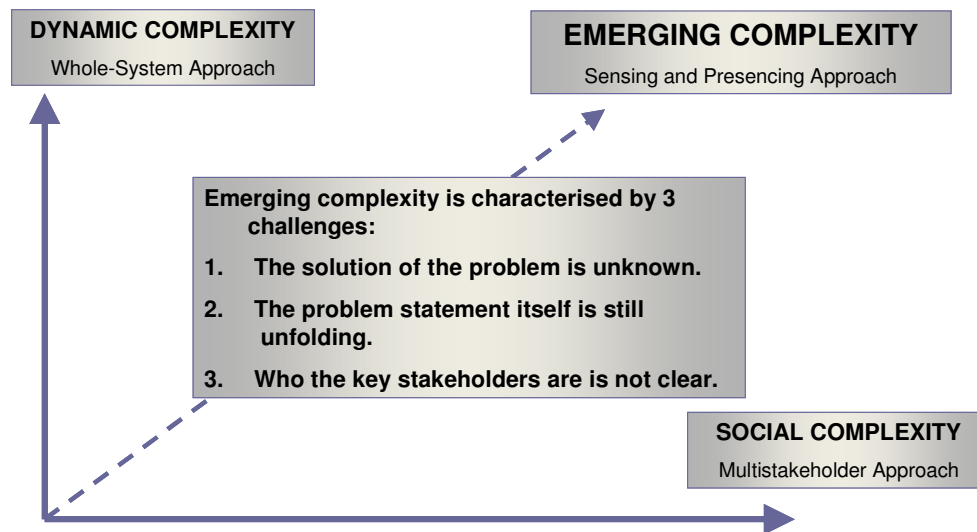 DYNAMIC COMPLEXITY
Whole-System Approach
EMERGING COMPLEXITY
Sensing and Presencing Approach
Emerging complexity is characterised by 3
challenges:
1. The solution of the problem is unknown.
2. The problem statement itself is still
unfolding.
3. Who the key stakeholders are is not clear.
SOCIAL COMPLEXITY
Multistakeholder Approach